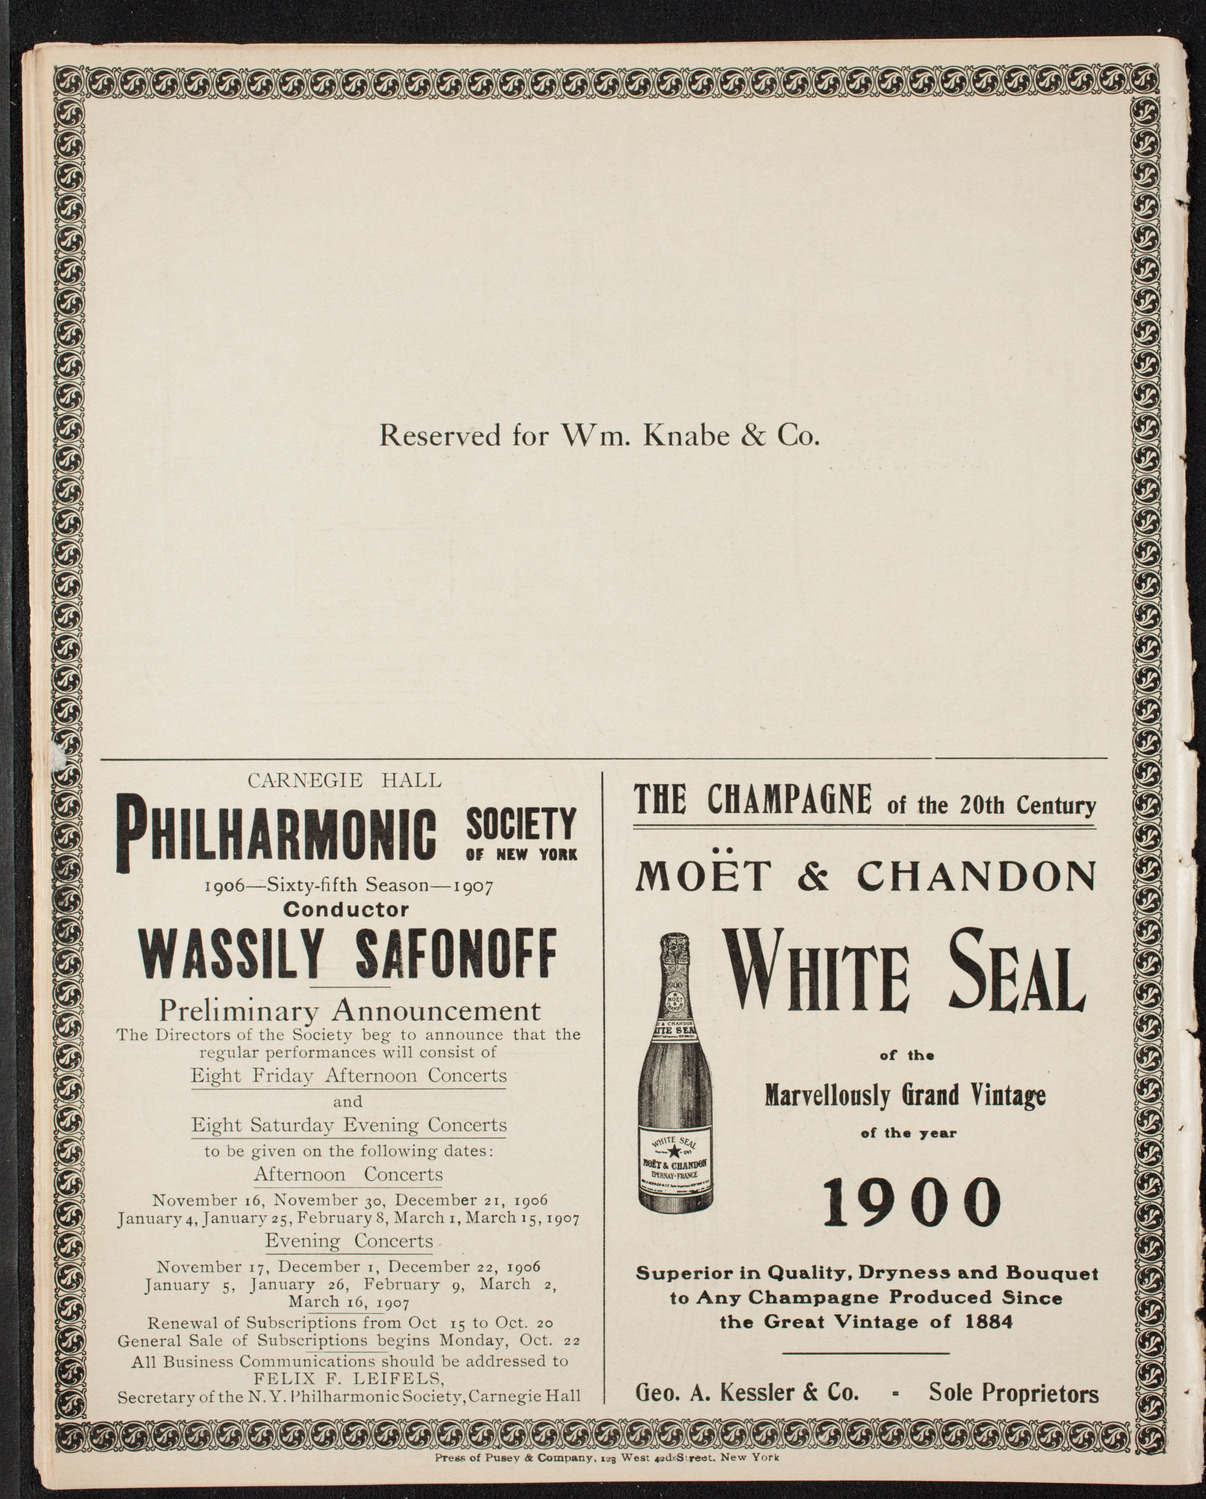 Reserved for Wm. Knabe & Co.
CARNEGIE HALL
PHILHARMONIC SOCIETY
OF NEW YORK
1906—Sixty-fifth Season—1907
Conductor
WASSILY SAFONOFF
Preliminary Announcement
The Directors of the Society beg to announce that the
regular performances will consist of
Eight Friday Afternoon Concerts
and
Eight Saturday Evening Concerts
to be given on the following dates:
Afternoon Concerts
November 16, November 30, December 21, 1906
January 4, January 25, February 8, March 1, March 15, 1907
Evening Concerts
November 17, December 1, December 22, 1906
January 5, January 26, February 9, March 2,
March 16, 1907
Renewal of Subscriptions from Oct 15 to Oct. 20
General Sale of Subscriptions begins Monday, Oct. 22
All Business Communications should be addressed to
FELIX F. LEIFELS,
Secretary of the N. Y. Philharmonic Society, Carnegie Hall
THE CHAMPAGNE of the 20th Century
MOËT & CHANDON
WHITE SEAL
of the
Marvellously Grand Vintage
of the year
1900
WHITE SEAL
MOËT & CHANDON
EPERNAY-FRANCE
Superior in Quality, Dryness and Bouquet
to Any Champagne Produced Since
the Great Vintage of 1884
Geo. A. Kessler & Co. - Sole Proprietors
Press of Pusey & Company, 123 West 42d Street, New York